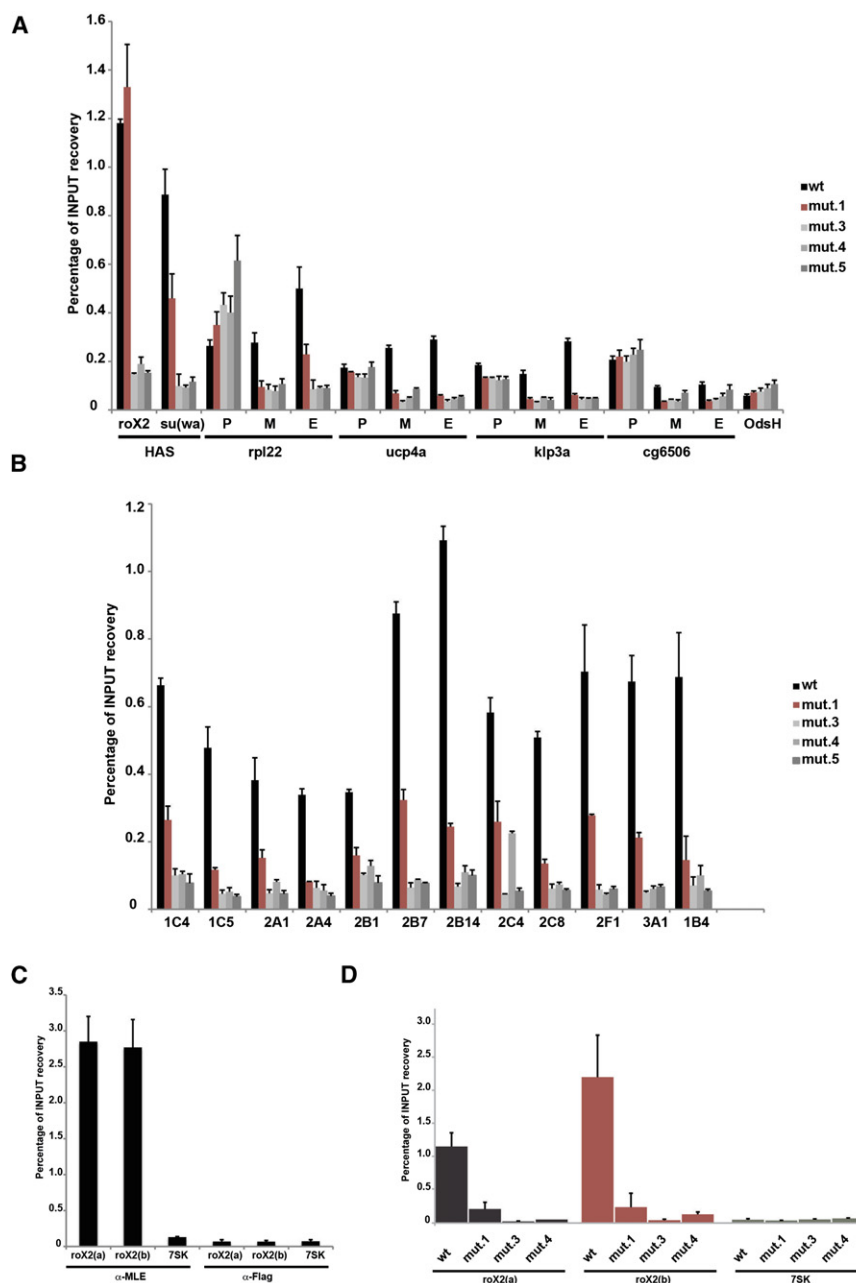 A
Percentage of INPUT recovery
1.6
1.4
1.2
1.0
0.8
0.6
0.4
0.2
0
wt
mut.1
mut.3
mut.4
mut.5
roX2 su(wa) P M E P M E P M E P M E OdsH
HAS rpl22 ucp4a klp3a cg6506
B
Percentage of INPUT recovery
1.2
1.0
0.8
0.6
0.4
0.2
0
wt
mut.1
mut.3
mut.4
mut.5
1C4 1C5 2A1 2A4 2B1 2B7 2B14 2C4 2C8 2F1 3A1 1B4
C
Percentage of INPUT recovery
3.5
3.0
2.5
2.0
1.5
1.0
0.5
0
roX2(a) roX2(b) 7SK roX2(a) roX2(b) 7SK
α-MLE α-Flag
D
Percentage of INPUT recovery
3.0
2.5
2.0
1.5
1.0
0.5
0
wt mut.1 mut.3 mut.4 wt mut.1 mut.3 mut.4 wt mut.1 mut.3 mut.4
roX2(a) roX2(b) 7SK